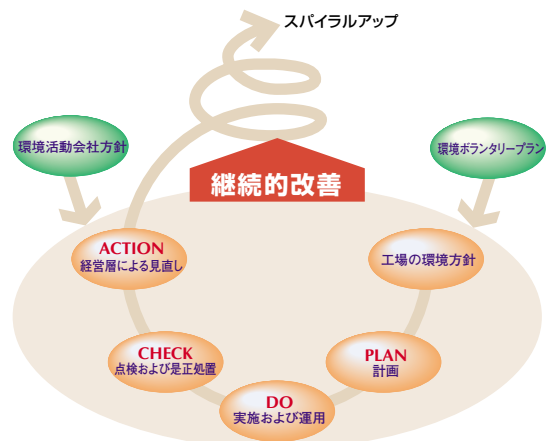 スパイラルアップ
環境活動会社方針
環境ボランタリープラン
継続的改善
ACTION
経営層による見直し
工場の環境方針
CHECK
点検および是正処置
PLAN
計画
DO
実施および運用